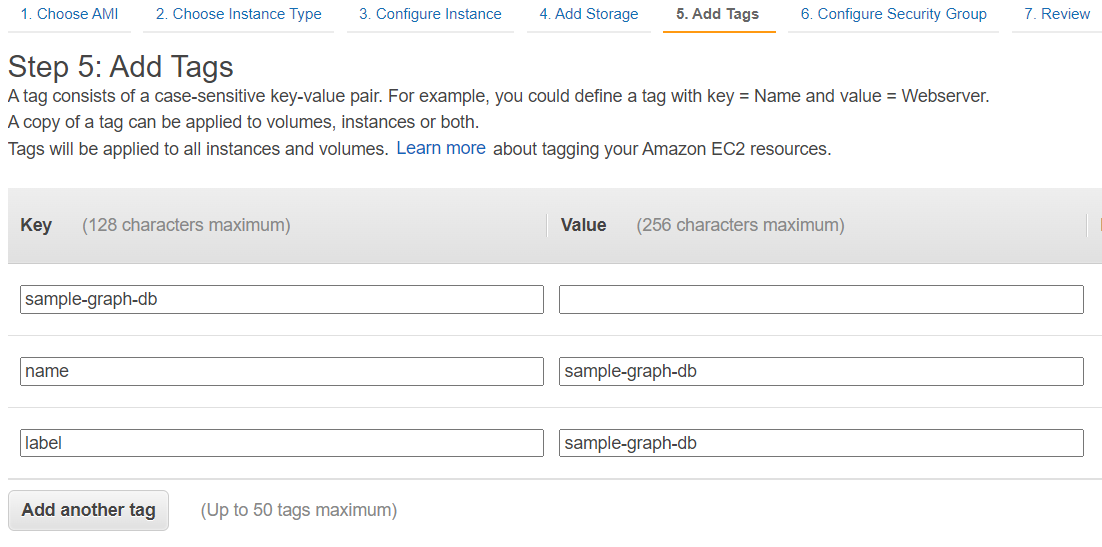 1. Choose AMI 2. Choose Instance Type 3. Configure Instance 4. Add Storage 5. Add Tags 6. Configure Security Group 7. Review
Step 5: Add Tags
A tag consists of a case-sensitive key-value pair. For example, you could define a tag with key = Name and value = Webserver.
A copy of a tag can be applied to volumes, instances or both.
Tags will be applied to all instances and volumes. Learn more about tagging your Amazon EC2 resources.
Key (128 characters maximum) Value (256 characters maximum)
sample-graph-db
name sample-graph-db
label sample-graph-db
Add another tag (Up to 50 tags maximum)